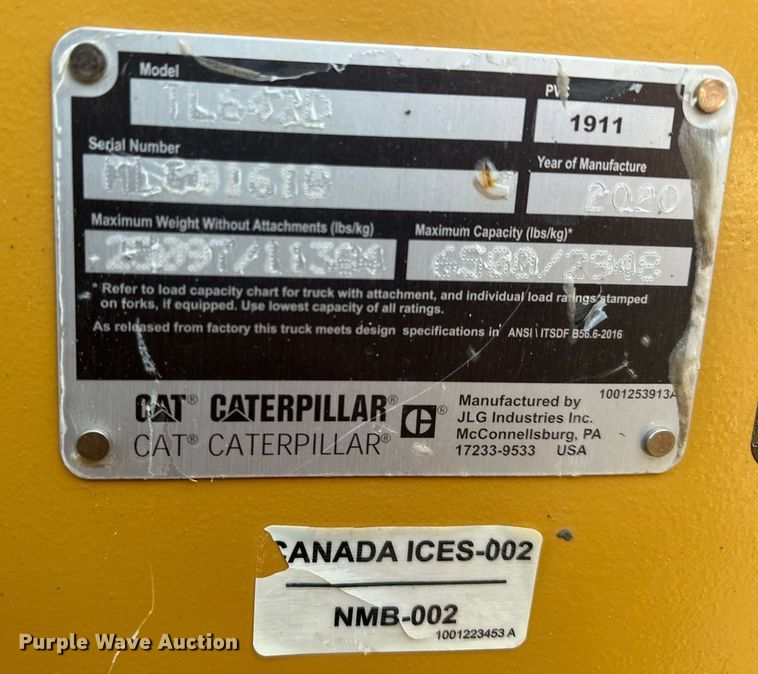 Model
PV
1911
Serial Number
Year of Manufacture
2020
Maximum Weight Without Attachments (lbs/kg)
Maximum Capacity (lbs/kg)*
6500/2948
* Refer to load capacity chart for truck with attachment, and individual load ratings stamped
on forks, if equipped. Use lowest capacity of all ratings.
As released from factory this truck meets design specifications in ANSI \ ITSDF B56.6-2016
CAT® CATERPILLAR®
CAT® CATERPILLAR®
C®
Manufactured by
JLG Industries Inc.
McConnellsburg, PA
17233-9533 USA
1001253913A
CANADA ICES-002
NMB-002
1001223453 A
Purple Wave Auction